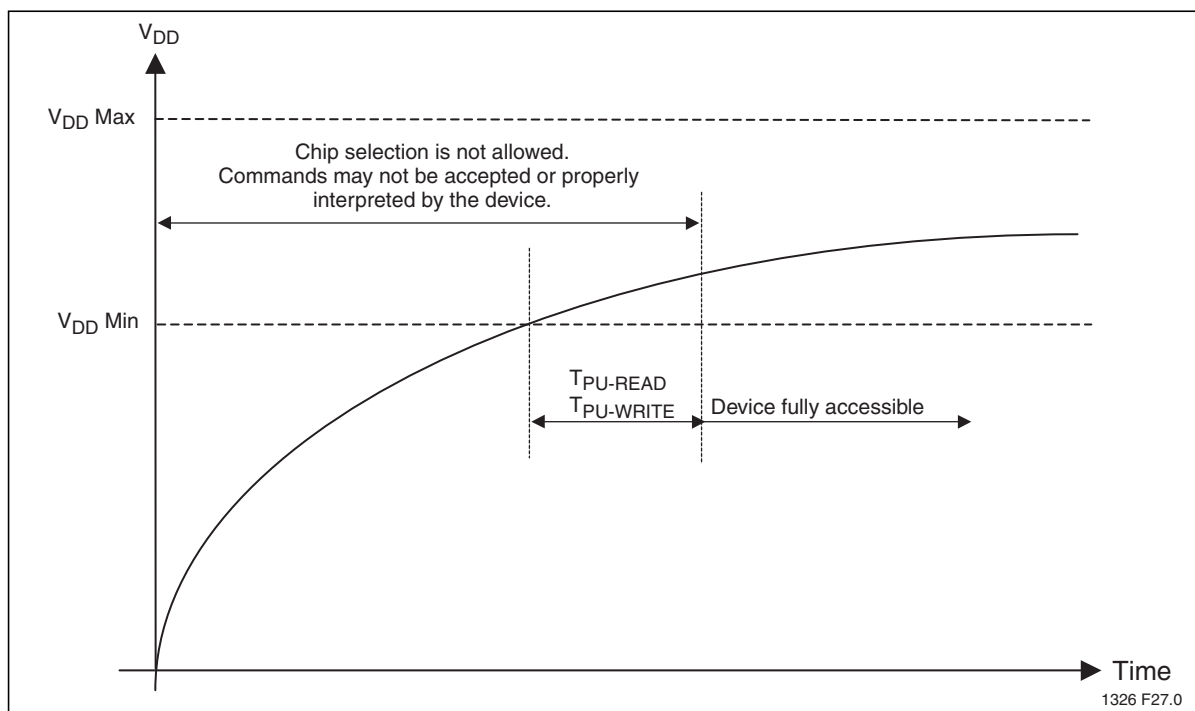 VDD
VDD Max
Chip selection is not allowed.
Commands may not be accepted or properly
interpreted by the device.
VDD Min
TPU-READ
TPU-WRITE
Device fully accessible
Time
1326 F27.0